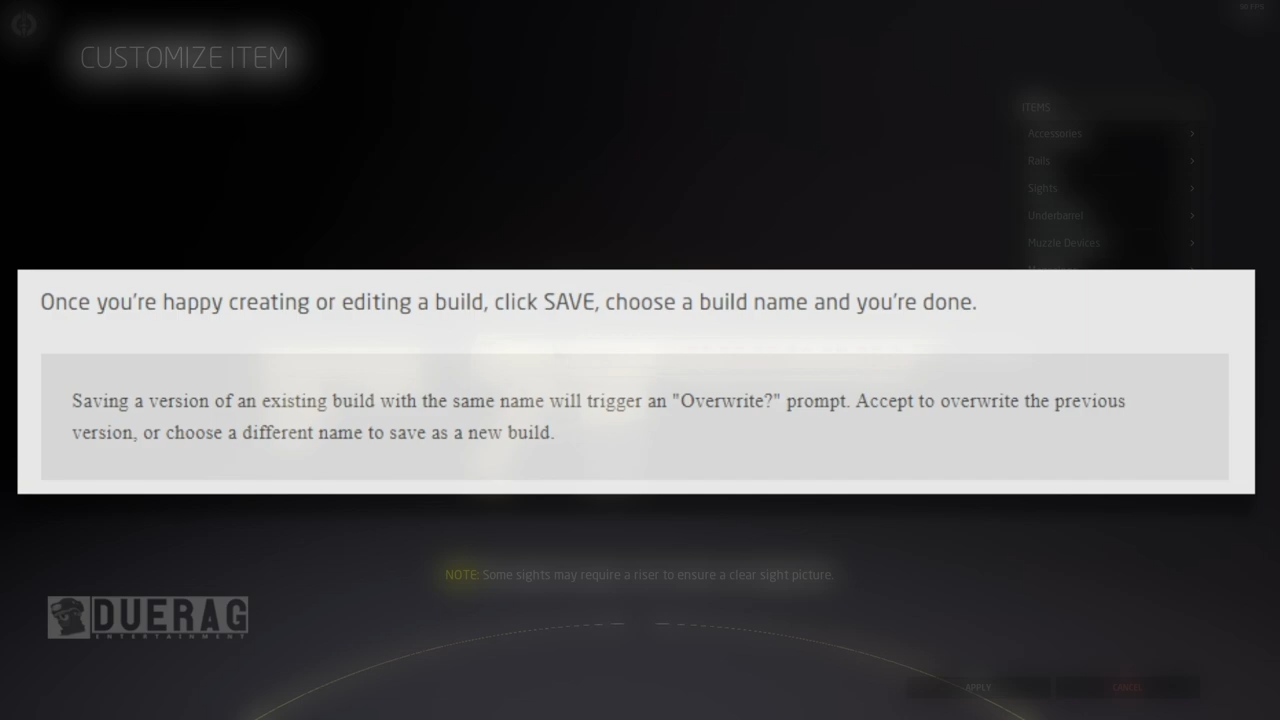 CUSTOMIZE ITEM
ITEMS
Accessories
Rails
Sights
Underbarrel
Muzzle Devices
Once you're happy creating or editing a build, click SAVE, choose a build name and you're done.
Saving a version of an existing build with the same name will trigger an "Overwrite?" prompt. Accept to overwrite the previous
version, or choose a different name to save as a new build.
NOTE: Some sights may require a riser to ensure a clear sight picture.
DUERAG
ENTERTAINMENT
APPLY
CANCEL